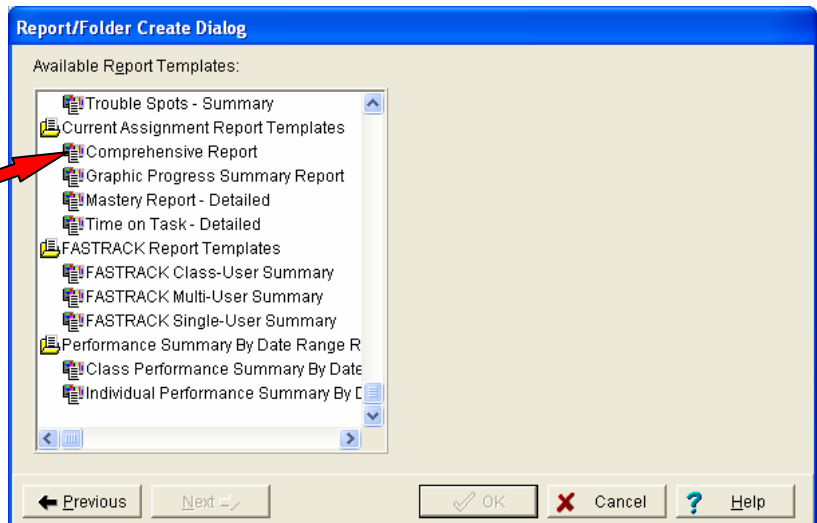 Report/Folder Create Dialog
Available Report Templates:
Trouble Spots - Summary
Current Assignment Report Templates
Comprehensive Report
Graphic Progress Summary Report
Mastery Report - Detailed
Time on Task - Detailed
FASTRACK Report Templates
FASTRACK Class-User Summary
FASTRACK Multi-User Summary
FASTRACK Single-User Summary
Performance Summary By Date Range R
Class Performance Summary By Date
Individual Performance Summary By D
Previous Next OK Cancel Help